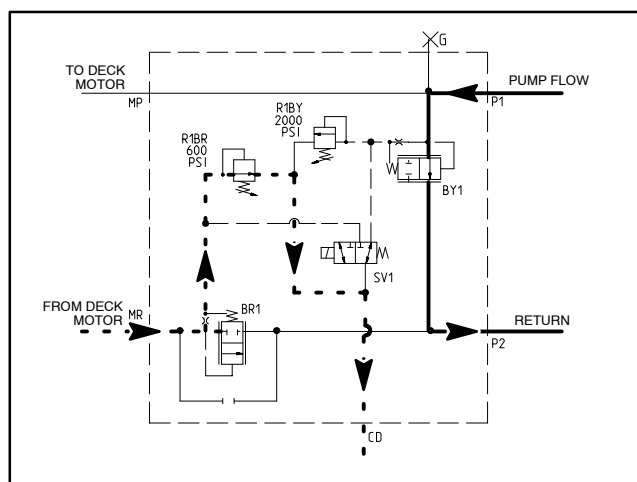 G
TO DECK
MOTOR
MP
PUMP FLOW
P1
R1BY
2000
PSI
R1BR
600
PSI
BY1
SV1
FROM DECK
MOTOR
MR
BR1
RETURN
P2
CD